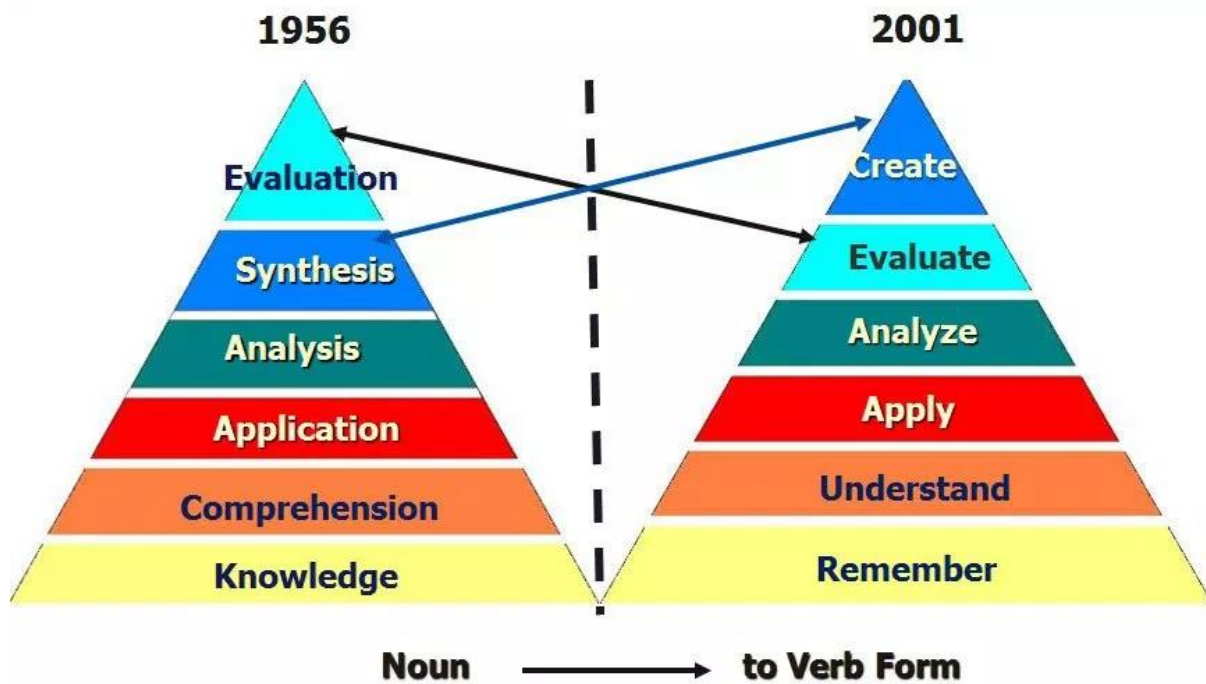 1956
2001
Evaluation
Synthesis
Analysis
Application
Comprehension
Knowledge
Create
Evaluate
Analyze
Apply
Understand
Remember
Noun to Verb Form